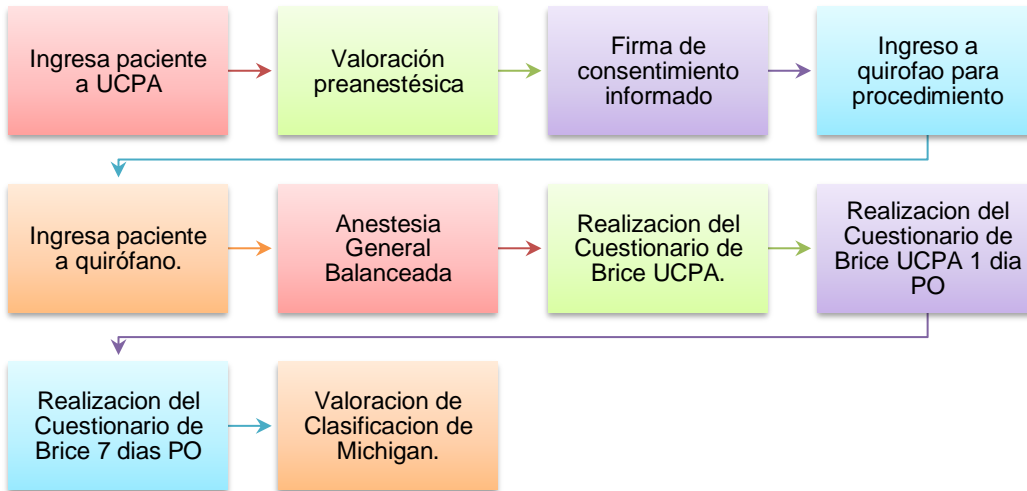 Ingresa paciente
a UCPA
Valoración
preanestésica
Firma de
consentimiento
informado
Ingreso a
quirofao para
procedimiento
Ingresa paciente
a quirófano.
Anestesia
General
Balanceada
Realizacion del
Cuestionario de
Brice UCPA.
Realizacion del
Cuestionario de
Brice UCPA 1 dia
PO
Realizacion del
Cuestionario de
Brice 7 dias PO
Valoracion de
Clasificacion de
Michigan.